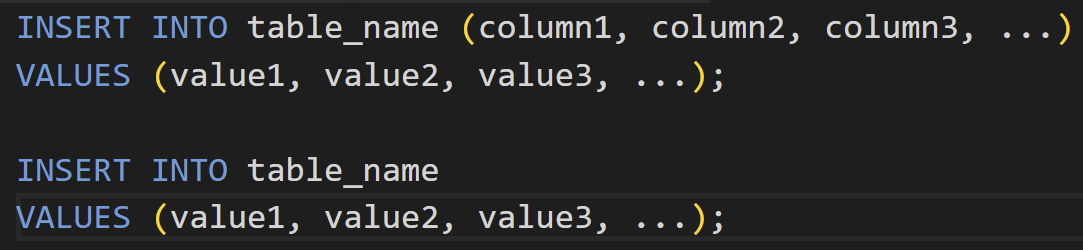 INSERT INTO table_name (column1, column2, column3, ...)
VALUES (value1, value2, value3, ...);
INSERT INTO table_name
VALUES (value1, value2, value3, ...);